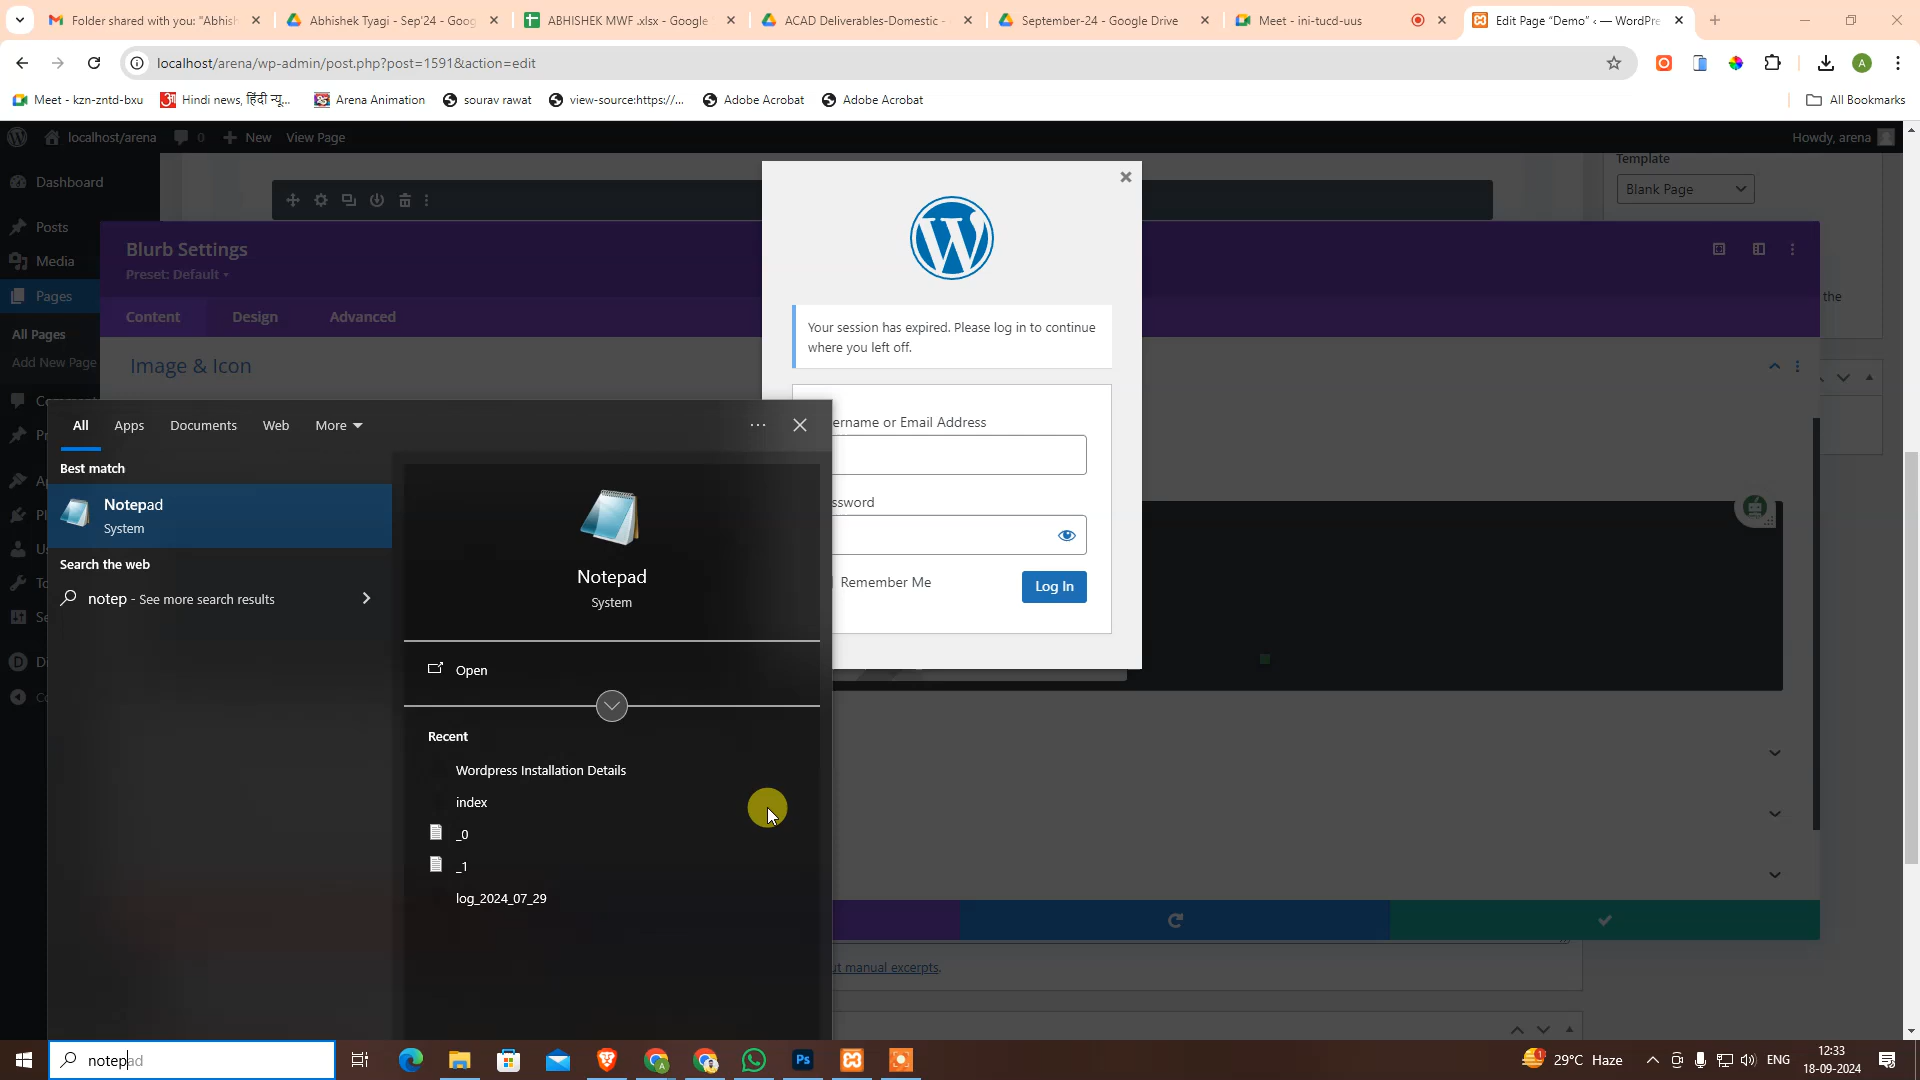 Folder shared with you: "Abhish
Abhishek Tyagi - Sep'24 - Goog
ABHISHEK MWF .xlsx - Google
ACAD Deliverables-Domestic -
September-24 - Google Drive
Meet - ini-tucd-uus
Edit Page "Demo" ‹ — WordPre
localhost/arena/wp-admin/post.php?post=1591&action=edit
A
Meet - kzn-zntd-bxu
Hindi news, हिंदी न्यू...
Arena Animation
sourav rawat
view-source:https://...
Adobe Acrobat
Adobe Acrobat
All Bookmarks
localhost/arena
0
New
View Page
Howdy, arena
Dashboard
Posts
Media
Pages
All Pages
Add New Page
Template
Blank Page
the
Blurb Settings
Preset: Default
Content
Design
Advanced
Image & Icon
Your session has expired. Please log in to continue
where you left off.
ername or Email Address
ssword
Remember Me
Log In
ut manual excerpts.
All
Apps
Documents
Web
More
Best match
Notepad
System
Search the web
notep - See more search results
Notepad
System
Open
Recent
Wordpress Installation Details
index
_0
_1
log_2024_07_29
notepad
29°C Haze
ENG
12:33
18-09-2024